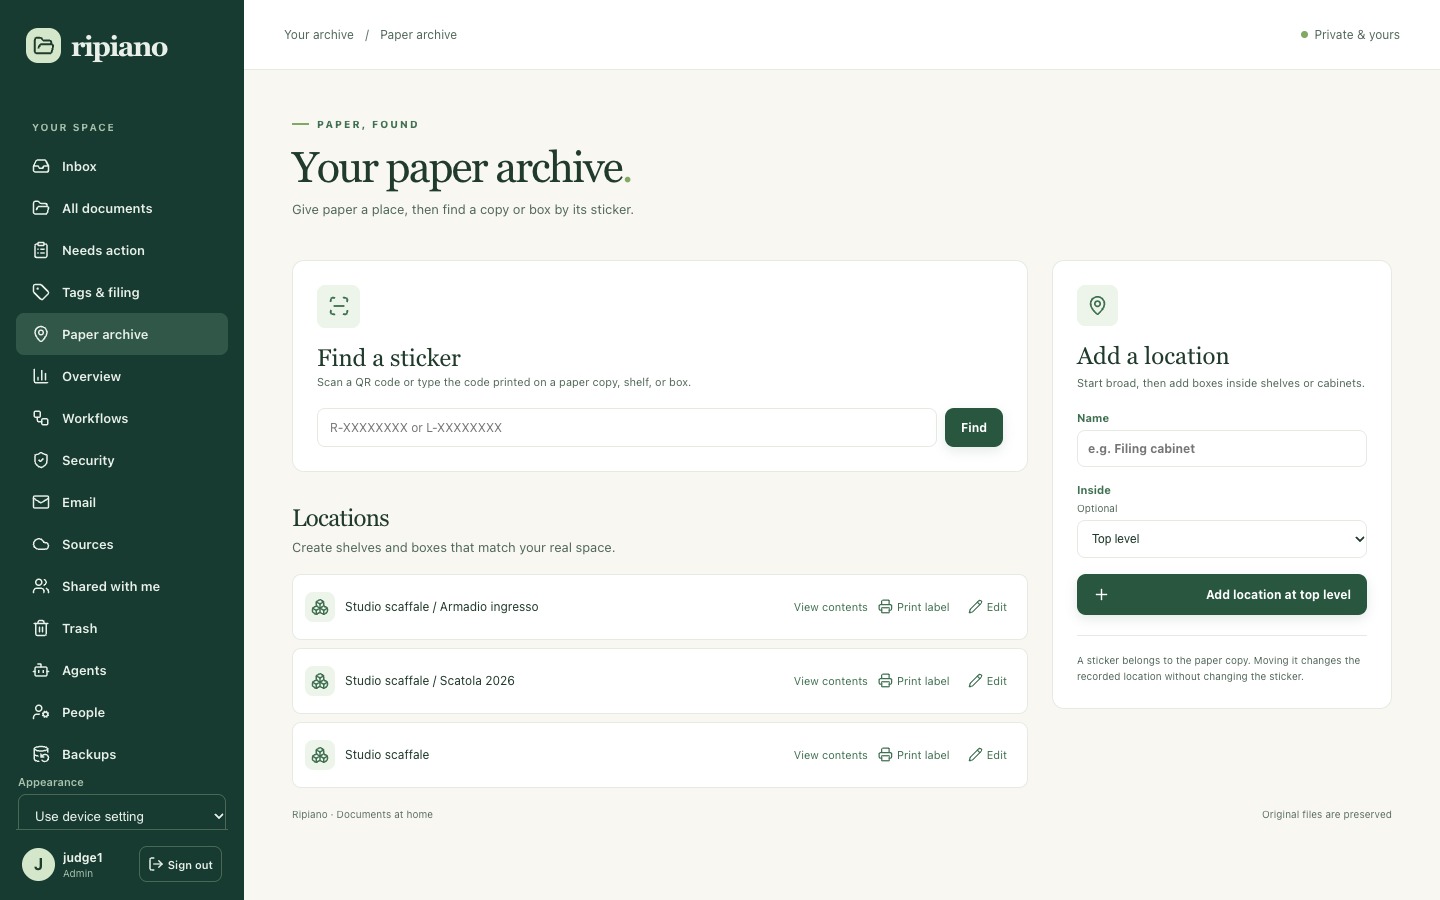 ripiano
YOUR SPACE
Inbox
All documents
Needs action
Tags & filing
Paper archive
Overview
Workflows
Security
Email
Sources
Shared with me
Trash
Agents
People
Backups
Appearance
Use device setting
J
judge1
Admin
Sign out
Your archive / Paper archive
Private & yours
PAPER, FOUND
Your paper archive.
Give paper a place, then find a copy or box by its sticker.
Find a sticker
Scan a QR code or type the code printed on a paper copy, shelf, or box.
R-XXXXXXXX or L-XXXXXXXX
Find
Locations
Create shelves and boxes that match your real space.
Studio scaffale / Armadio ingresso
View contents
Print label
Edit
Studio scaffale / Scatola 2026
View contents
Print label
Edit
Studio scaffale
View contents
Print label
Edit
Add a location
Start broad, then add boxes inside shelves or cabinets.
Name
e.g. Filing cabinet
Inside
Optional
Top level
Add location at top level
A sticker belongs to the paper copy. Moving it changes the
recorded location without changing the sticker.
Ripiano · Documents at home
Original files are preserved